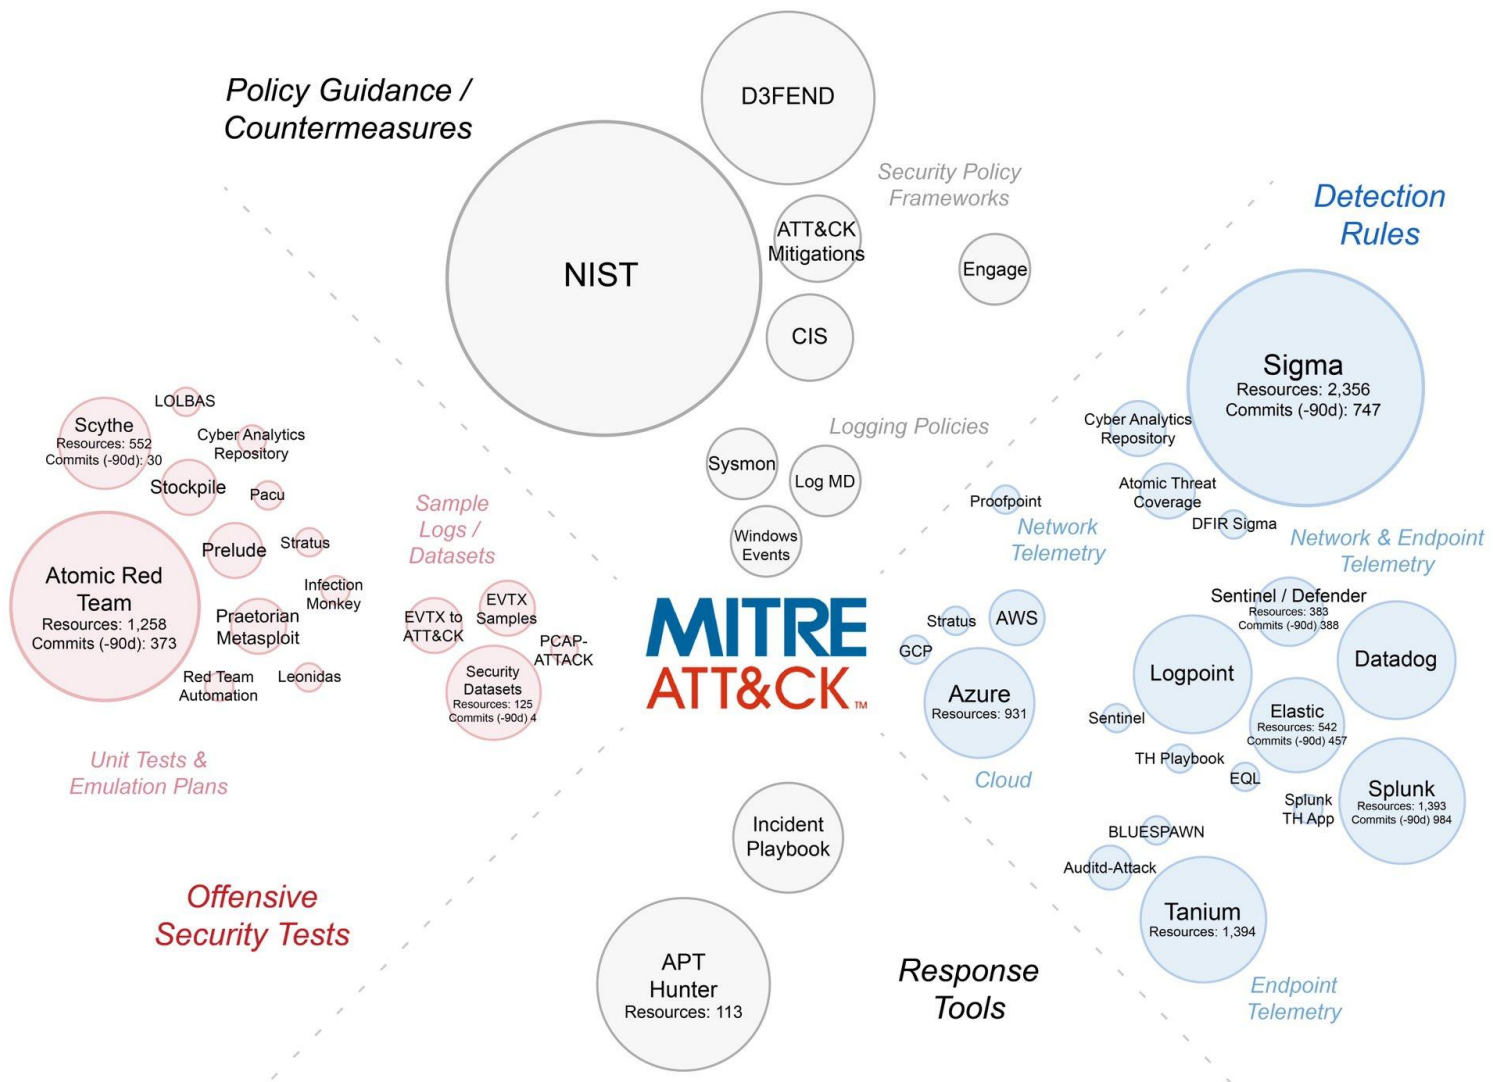 Policy Guidance /
Countermeasures
D3FEND
Security Policy
Frameworks
ATT&CK
Mitigations
NIST
Engage
CIS
Logging Policies
Sysmon
Log MD
Windows
Events
Detection
Rules
Sigma
Resources: 2,356
Commits (-90d): 747
Cyber Analytics
Repository
Atomic Threat
Coverage
DFIR Sigma
Proofpoint
Network
Telemetry
Network & Endpoint
Telemetry
Sentinel / Defender
Resources: 383
Commits (-90d) 388
Logpoint
Datadog
Elastic
Resources: 542
Commits (-90d) 457
Sentinel
TH Playbook
EQL
Splunk
TH App
Splunk
Resources: 1,393
Commits (-90d) 984
BLUESPAWN
Auditd-Attack
Tanium
Resources: 1,394
Endpoint
Telemetry
Stratus
AWS
GCP
Azure
Resources: 931
Cloud
LOLBAS
Scythe
Resources: 552
Commits (-90d): 30
Cyber Analytics
Repository
Stockpile
Pacu
Prelude
Stratus
Atomic Red
Team
Resources: 1,258
Commits (-90d): 373
Infection
Monkey
Praetorian
Metasploit
Red Team
Automation
Leonidas
Unit Tests &
Emulation Plans
Sample
Logs /
Datasets
EVTX to
ATT&CK
EVTX
Samples
PCAP-
ATTACK
Security
Datasets
Resources: 125
Commits (-90d) 4
MITRE
ATT&CK™
Offensive
Security Tests
Incident
Playbook
APT
Hunter
Resources: 113
Response
Tools